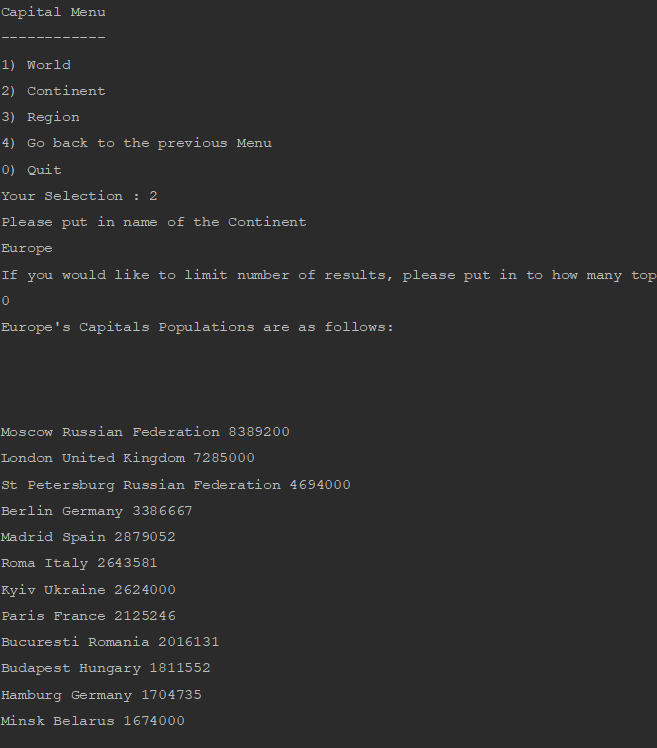 Capital Menu
------------
1) World
2) Continent
3) Region
4) Go back to the previous Menu
0) Quit
Your Selection : 2
Please put in name of the Continent
Europe
If you would like to limit number of results, please put in to how many top
0
Europe's Capitals Populations are as follows:
Moscow Russian Federation 8389200
London United Kingdom 7285000
St Petersburg Russian Federation 4694000
Berlin Germany 3386667
Madrid Spain 2879052
Roma Italy 2643581
Kyiv Ukraine 2624000
Paris France 2125246
Bucuresti Romania 2016131
Budapest Hungary 1811552
Hamburg Germany 1704735
Minsk Belarus 1674000